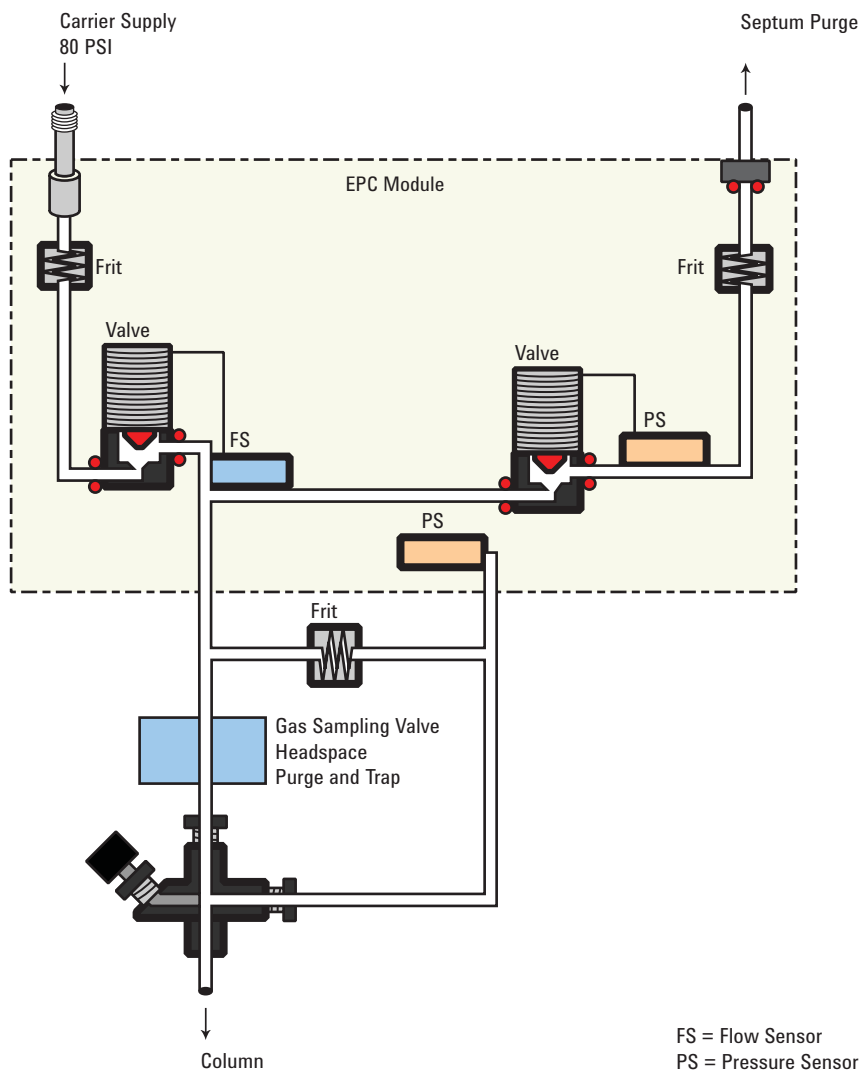 Carrier Supply
80 PSI
Septum Purge
EPC Module
Frit
Frit
Valve
Valve
FS
PS
PS
Frit
Gas Sampling Valve
Headspace
Purge and Trap
Column
FS = Flow Sensor
PS = Pressure Sensor